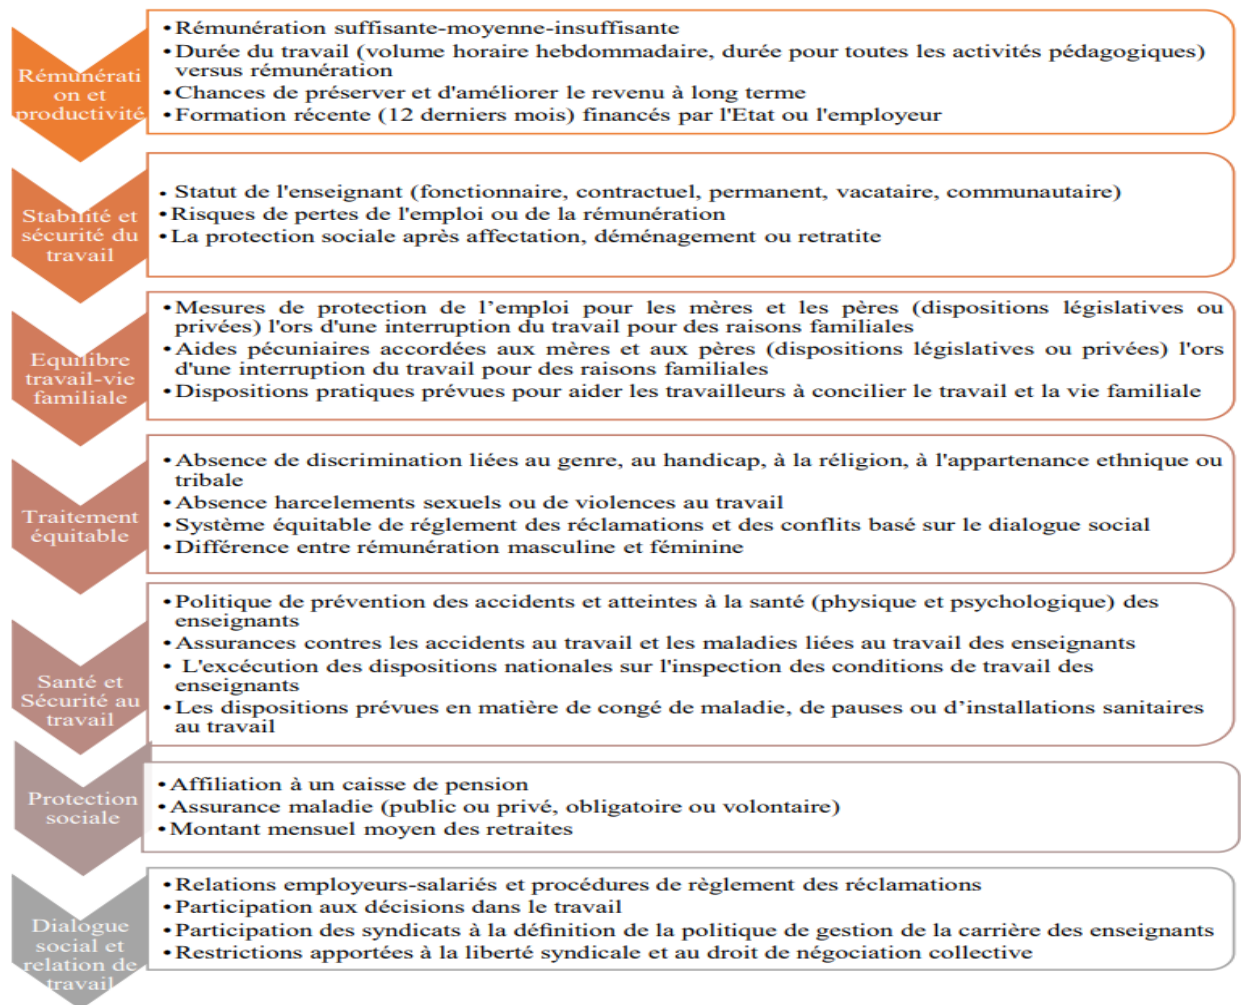 Rémunérati
on et
productivité
•Rémunération suffisante-moyenne-insuffisante
•Durée du travail (volume horaire hebdommadaire, durée pour toutes les activités pédagogiques)
versus rémunération
•Chances de préserver et d'améliorer le revenu à long terme
•Formation récente (12 derniers mois) financés par l'Etat ou l'employeur
Stabilité et
sécurité du
travail
• Statut de l'enseignant (fonctionnaire, contractuel, permanent, vacataire, communautaire)
•Risques de pertes de l'emploi ou de la rémunération
•La protection sociale après affectation, déménagement ou retratite
Equilibre
travail-vie
familiale
•Mesures de protection de l’emploi pour les mères et les pères (dispositions législatives ou
privées) l'ors d'une interruption du travail pour des raisons familiales
•Aides pécuniaires accordées aux mères et aux pères (dispositions législatives ou privées) l'ors
d'une interruption du travail pour des raisons familiales
•Dispositions pratiques prévues pour aider les travailleurs à concilier le travail et la vie familiale
Traitement
équitable
•Absence de discrimination liées au genre, au handicap, à la réligion, à l'appartenance ethnique ou
tribale
•Absence harcelements sexuels ou de violences au travail
•Système équitable de réglement des réclamations et des conflits basé sur le dialogue social
•Différence entre rémunération masculine et féminine
Santé et
Sécurité au
travail
•Politique de prévention des accidents et atteintes à la santé (physique et psychologique) des
enseignants
•Assurances contres les accidents au travail et les maladies liées au travail des enseignants
• L'excécution des dispositions nationales sur l'inspection des conditions de travail des
enseignants
•Les dispositions prévues en matière de congé de maladie, de pauses ou d’installations sanitaires
au travail
Protection
sociale
•Affiliation à un caisse de pension
•Assurance maladie (public ou privé, obligatoire ou volontaire)
•Montant mensuel moyen des retraites
Dialogue
social et
relation de
travail
•Relations employeurs-salariés et procédures de règlement des réclamations
•Participation aux décisions dans le travail
•Participation des syndicats à la définition de la politique de gestion de la carrière des enseignants
•Restrictions apportées à la liberté syndicale et au droit de négociation collective